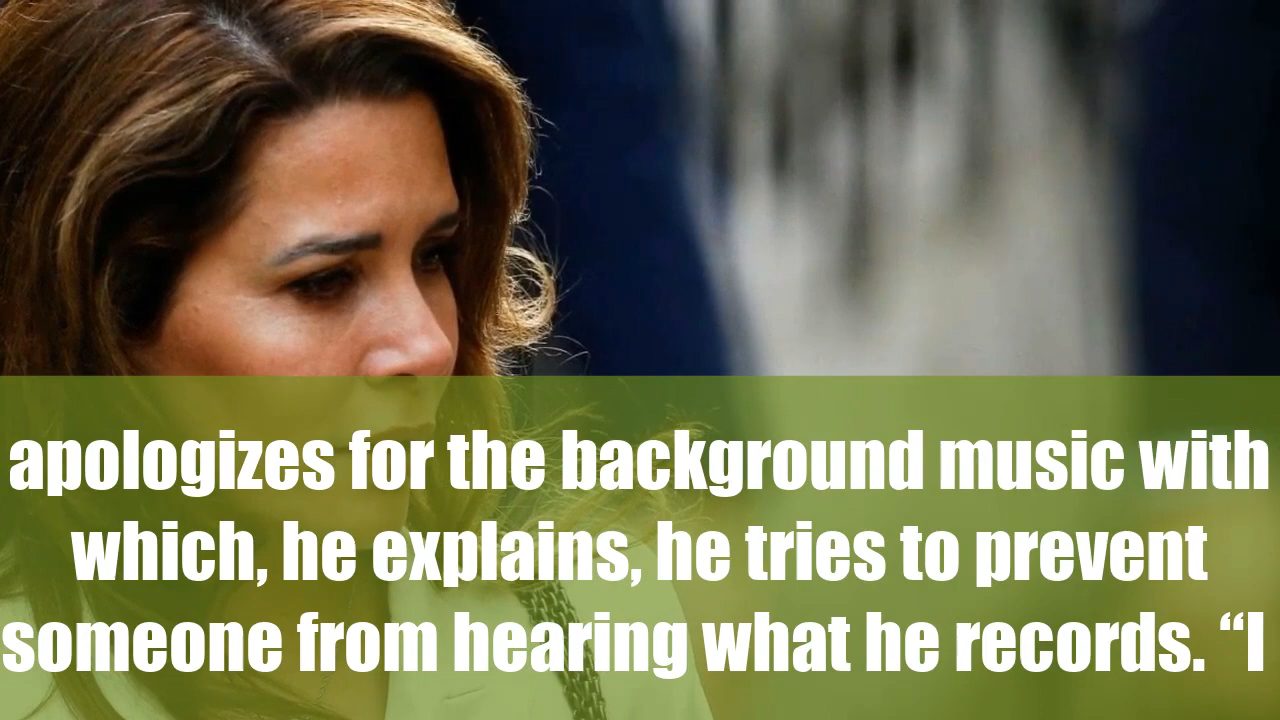 apologizes for the background music with
which, he explains, he tries to prevent
someone from hearing what he records. “I